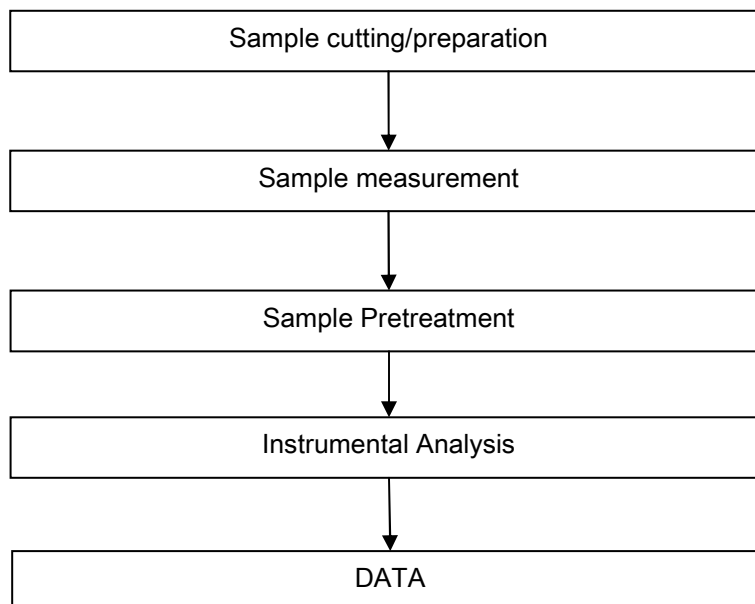 Sample cutting/preparation
Sample measurement
Sample Pretreatment
Instrumental Analysis
DATA